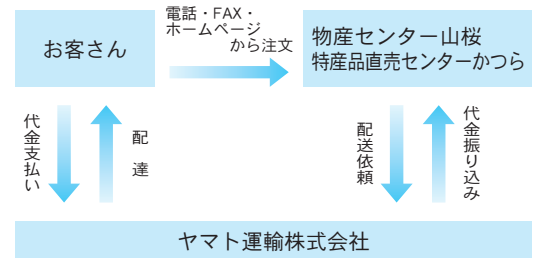 お客さん
電話・FAX・
ホームページ
から注文
物産センター山桜
特産品直売センターかつら
代金支払い
配達
配送依頼
代金振り込み
ヤマト運輸株式会社